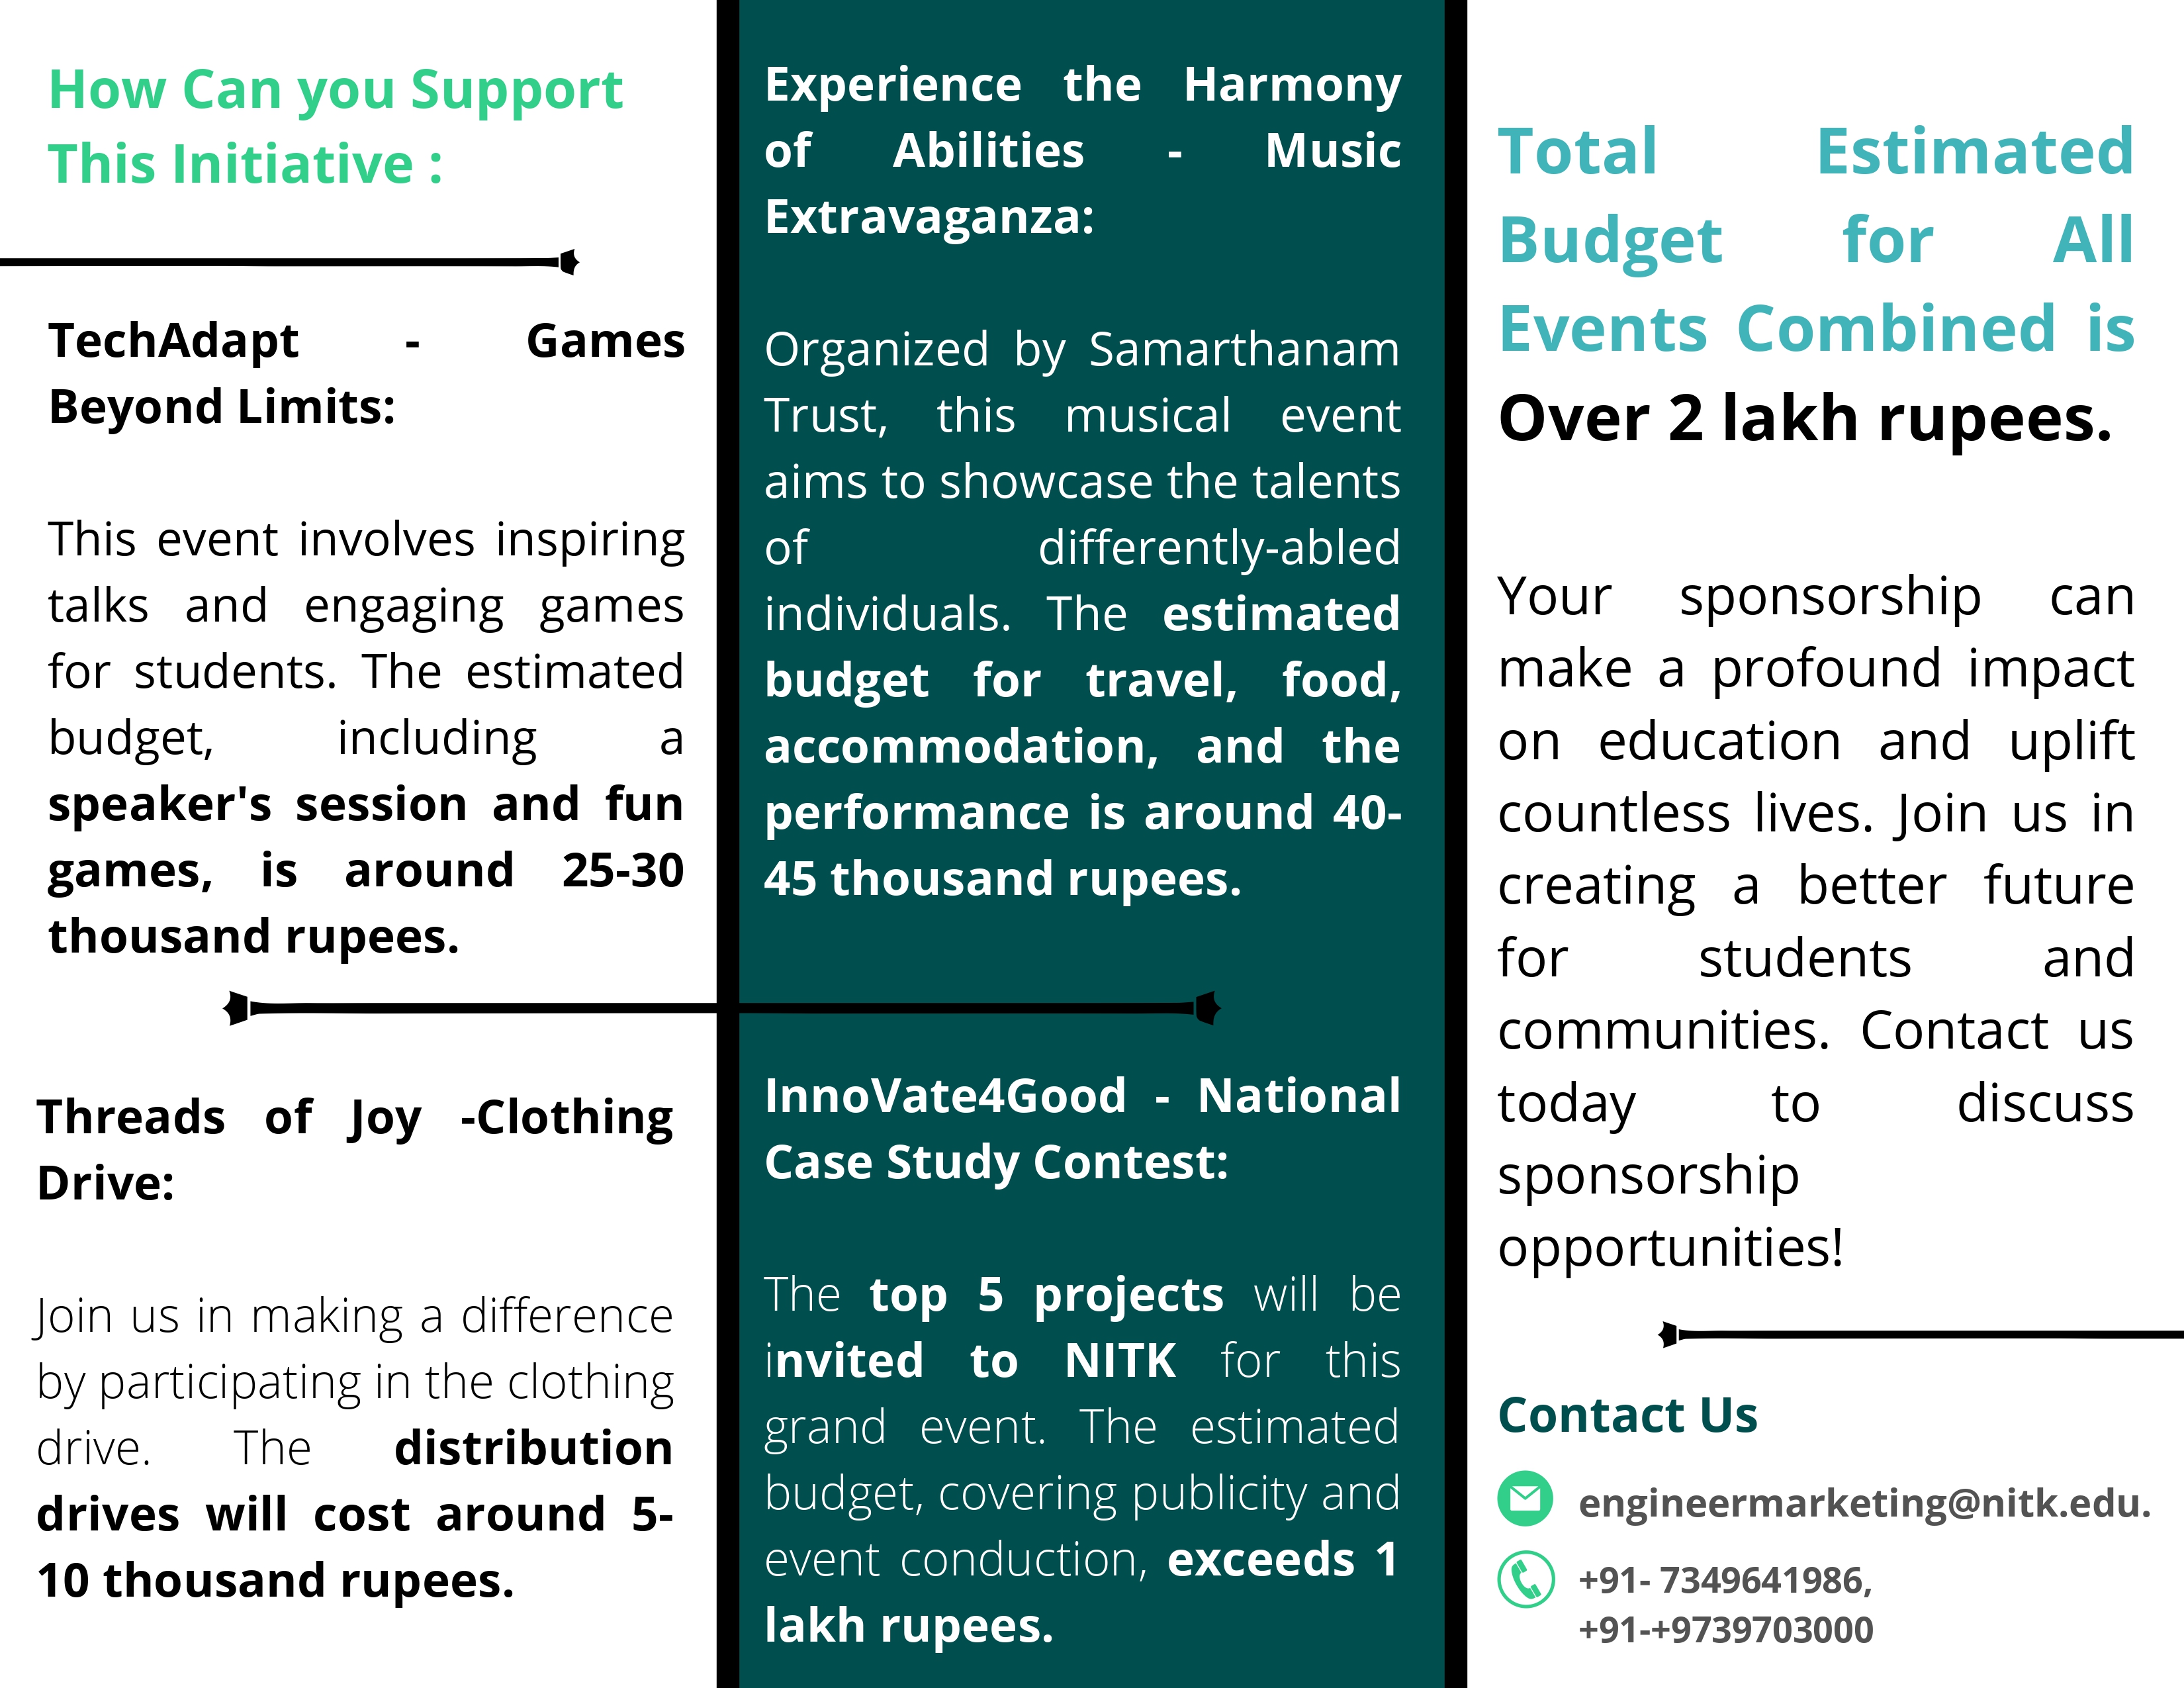 How Can you Support
This Initiative :
TechAdapt - Games
Beyond Limits:
This event involves inspiring
talks and engaging games
for students. The estimated
budget, including a
speaker's session and fun
games, is around 25-30
thousand rupees.
Threads of Joy -Clothing
Drive:
Join us in making a difference
by participating in the clothing
drive. The distribution
drives will cost around 5-
10 thousand rupees.
Experience the Harmony
of Abilities - Music
Extravaganza:
Organized by Samarthanam
Trust, this musical event
aims to showcase the talents
of differently-abled
individuals. The estimated
budget for travel, food,
accommodation, and the
performance is around 40-
45 thousand rupees.
InnoVate4Good - National
Case Study Contest:
The top 5 projects will be
invited to NITK for this
grand event. The estimated
budget, covering publicity and
event conduction, exceeds 1
lakh rupees.
Total Estimated
Budget for All
Events Combined is
Over 2 lakh rupees.
Your sponsorship can
make a profound impact
on education and uplift
countless lives. Join us in
creating a better future
for students and
communities. Contact us
today to discuss
sponsorship
opportunities!
Contact Us
engineermarketing@nitk.edu.
+91- 7349641986,
+91-+9739703000